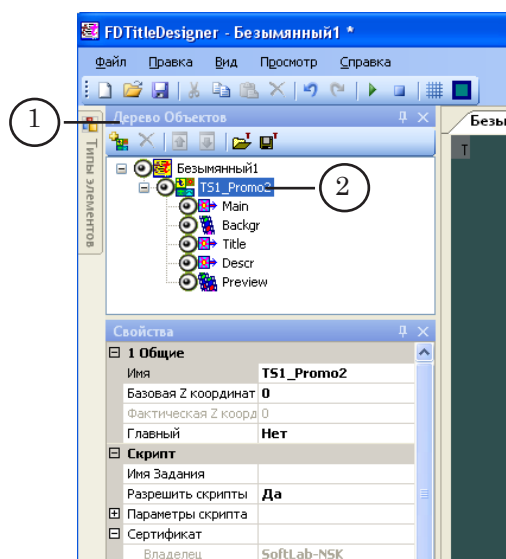 FDTitleDesigner - Безымянный1 *
Файл Правка Вид Просмотр Справка
1
Дерево Объектов
Безы
T
Типы элементов
Безымянный1
TS1_Promo2
2
Main
Backgr
Title
Descr
Preview
Свойства
1 Общие
Имя TS1_Promo2
Базовая Z координат 0
Фактическая Z коорд 0
Главный Нет
Скрипт
Имя Задания
Разрешить скрипты Да
Параметры скрипта
Сертификат
Владелец SoftLab-NSK